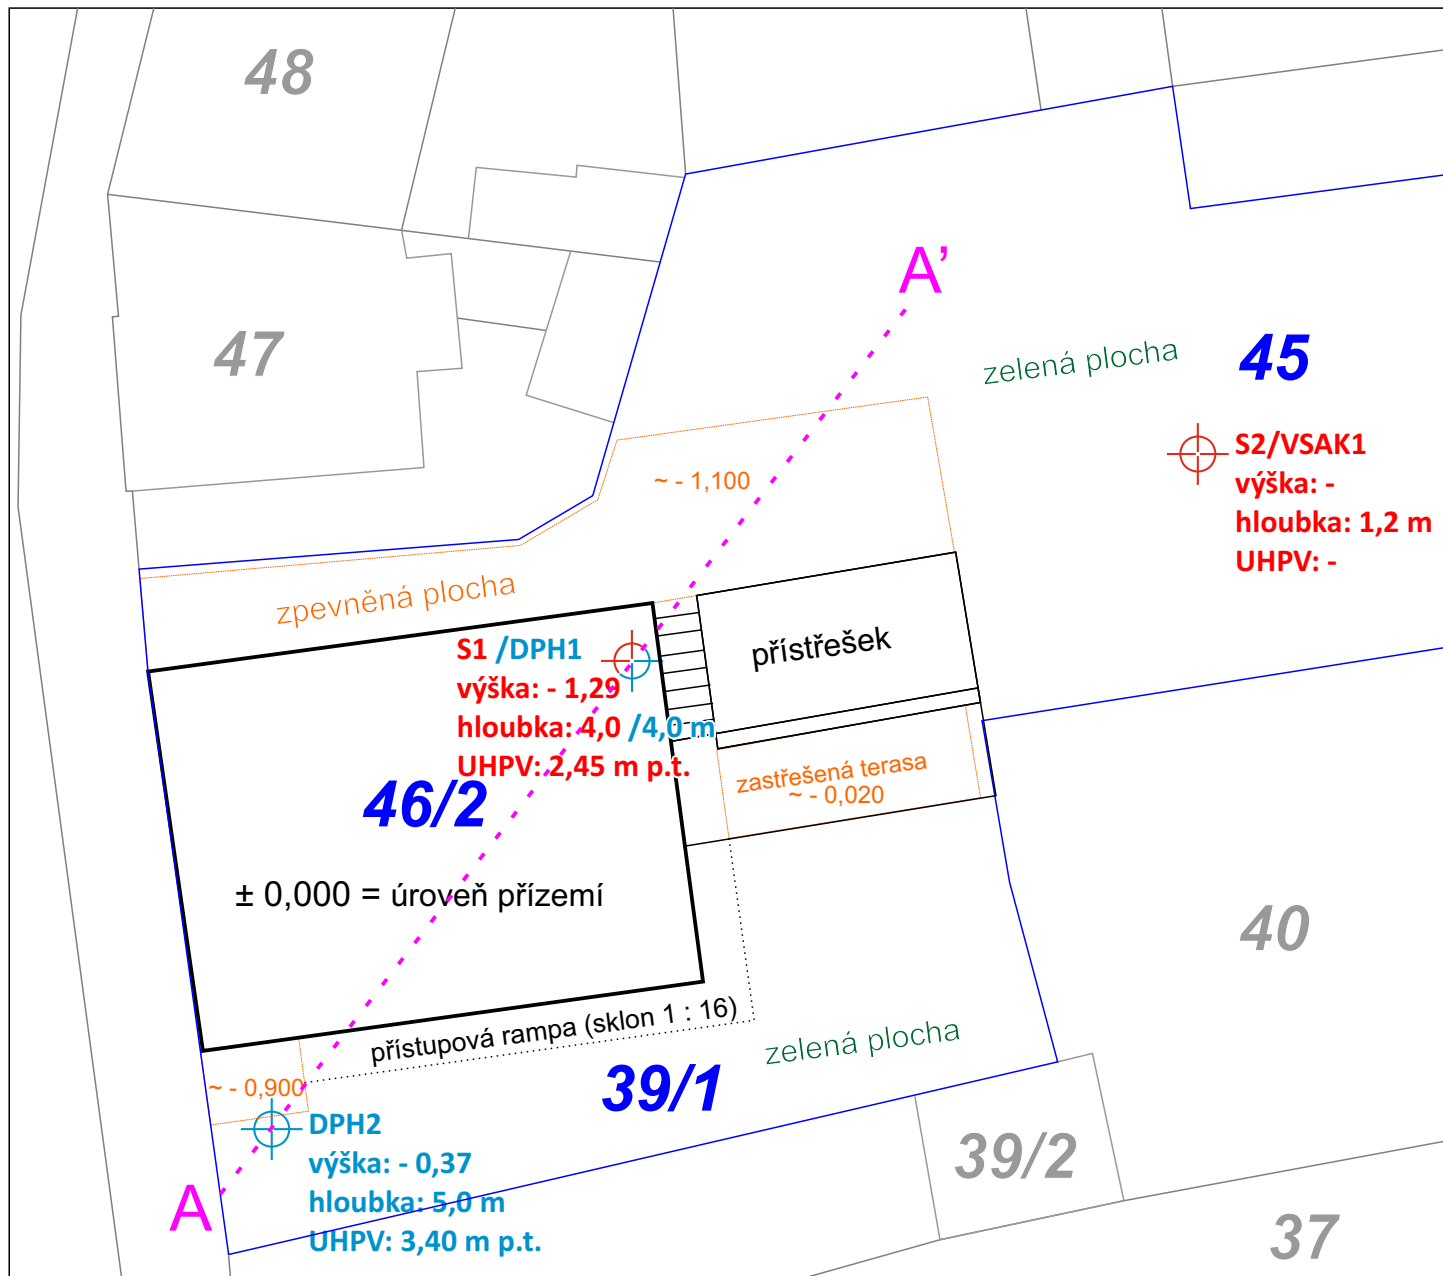 48
A’
47
zelená plocha
45
S2/VSAK1
výška: -
hloubka: 1,2 m
UHPV: -
~ - 1,100
zpevněná plocha
S1 /DPH1
výška: - 1,29
hloubka: 4,0 /4,0 m
UHPV: 2,45 m p.t.
přístřešek
zastřešená terasa
~ - 0,020
46/2
± 0,000 = úroveň přízemí
40
přístupová rampa (sklon 1 : 16)
zelená plocha
~ - 0,900
39/1
DPH2
výška: - 0,37
hloubka: 5,0 m
UHPV: 3,40 m p.t.
A
39/2
37